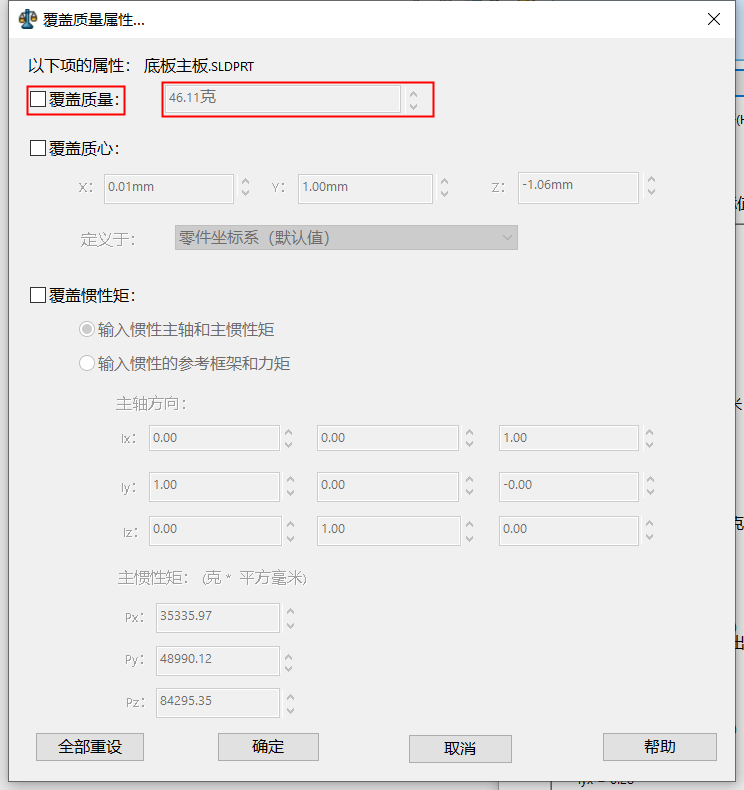 覆盖质量属性...
以下项的属性： 底板主板.SLDPRT
覆盖质量： 46.11克
覆盖质心：
X： 0.01mm Y： 1.00mm Z： -1.06mm
定义于： 零件坐标系（默认值）
覆盖惯性矩：
输入惯性主轴和主惯性矩
输入惯性的参考框架和力矩
主轴方向：
Ix： 0.00 0.00 1.00
Iy： 1.00 0.00 -0.00
Iz： 0.00 1.00 0.00
主惯性矩： (克 * 平方毫米)
Px： 35335.97
Py： 48990.12
Pz： 84295.35
全部重设 确定 取消 帮助